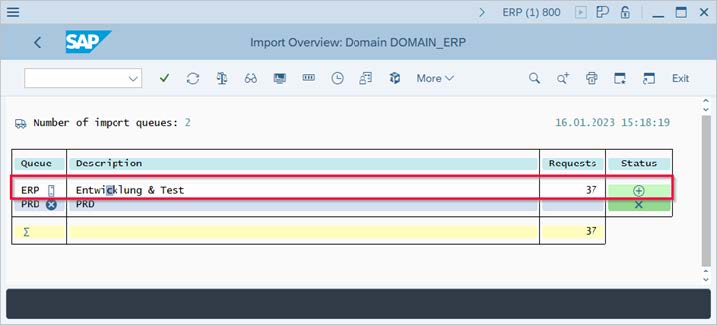 ERP (1) 800
SAP
Import Overview: Domain DOMAIN_ERP
More
Exit
Number of import queues: 2
16.01.2023 15:18:19
Queue Description Requests Status
ERP Entwicklung & Test 37
PRD PRD
Σ 37